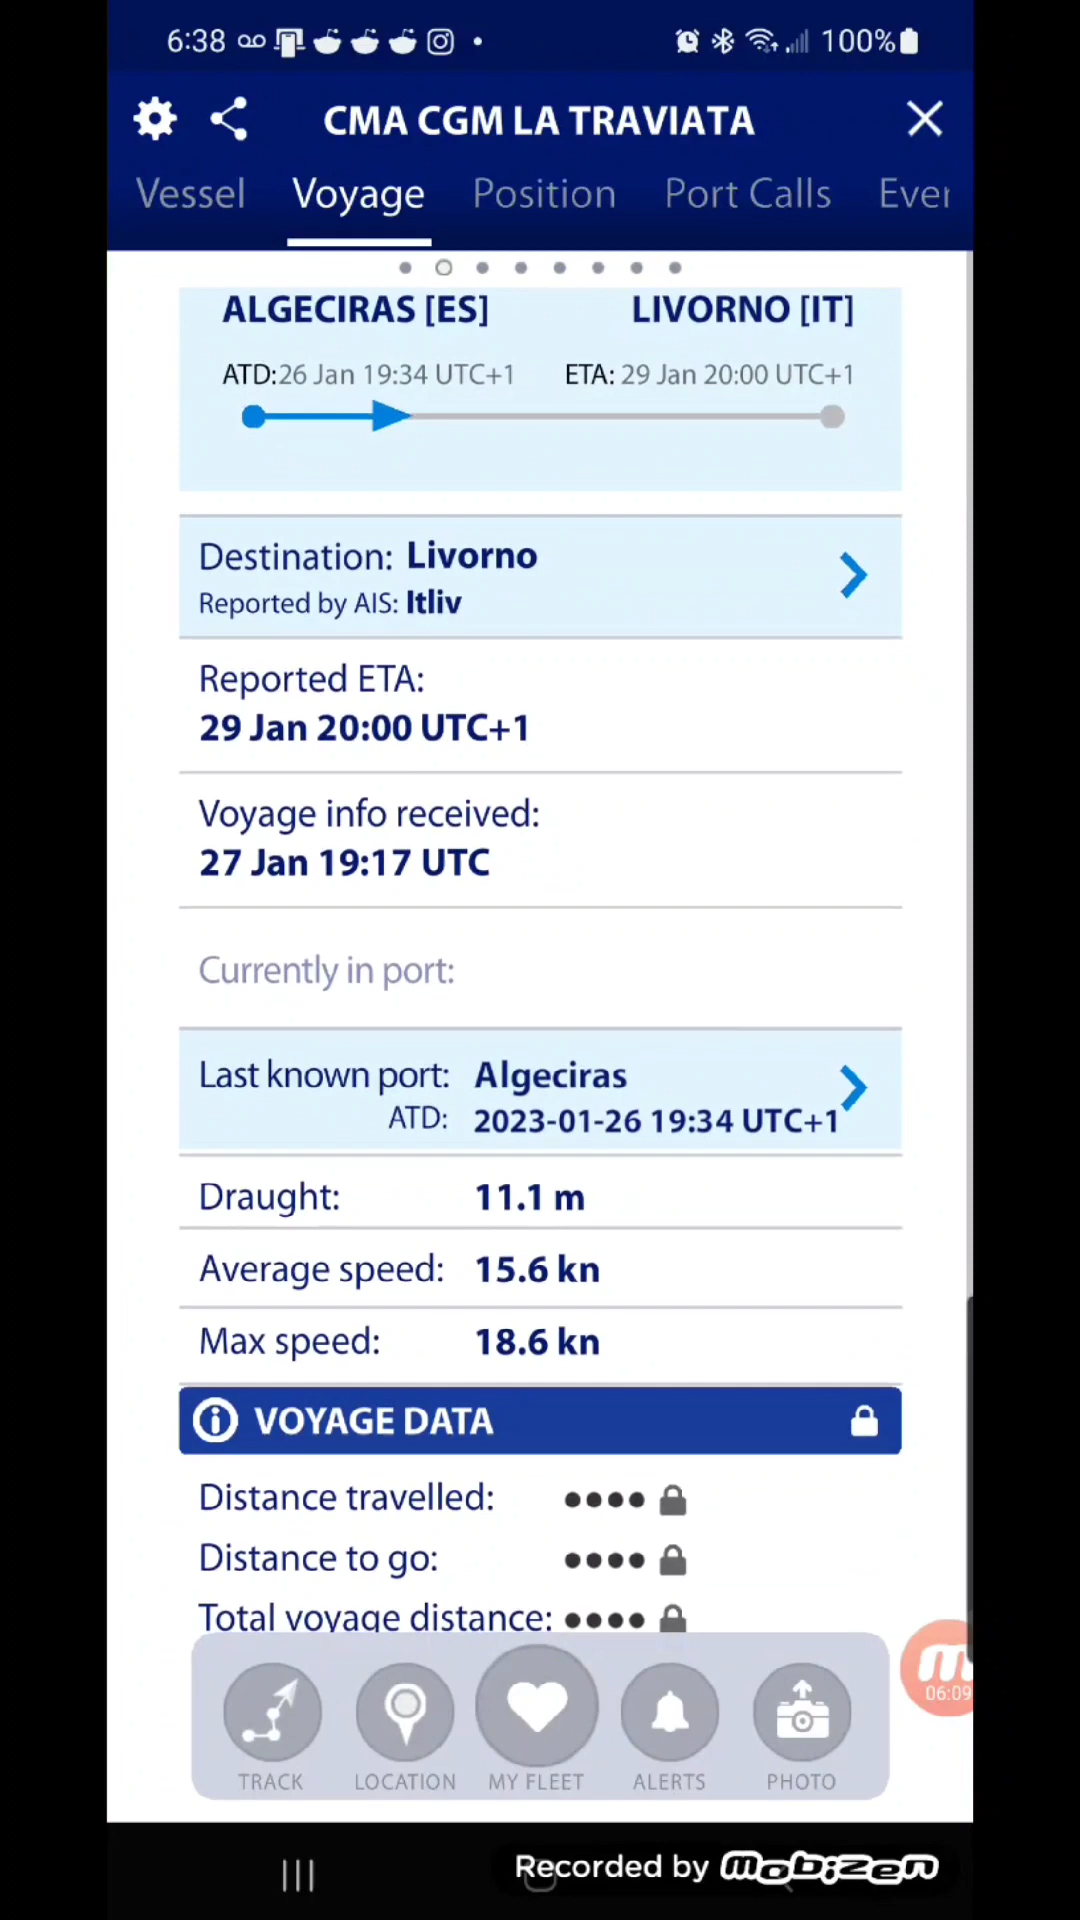 6:38 100%
CMA CGM LA TRAVIATA
Vessel Voyage Position Port Calls Ever
ALGECIRAS [ES] LIVORNO [IT]
ATD:26 Jan 19:34 UTC+1 ETA: 29 Jan 20:00 UTC+1
Destination: Livorno
Reported by AIS: Itliv
Reported ETA:
29 Jan 20:00 UTC+1
Voyage info received:
27 Jan 19:17 UTC
Currently in port:
Last known port: Algeciras
ATD: 2023-01-26 19:34 UTC+1
Draught: 11.1 m
Average speed: 15.6 kn
Max speed: 18.6 kn
VOYAGE DATA
Distance travelled: ••••
Distance to go: ••••
Total voyage distance: ••••
06:09
TRACK LOCATION MY FLEET ALERTS PHOTO
Recorded by mobizen